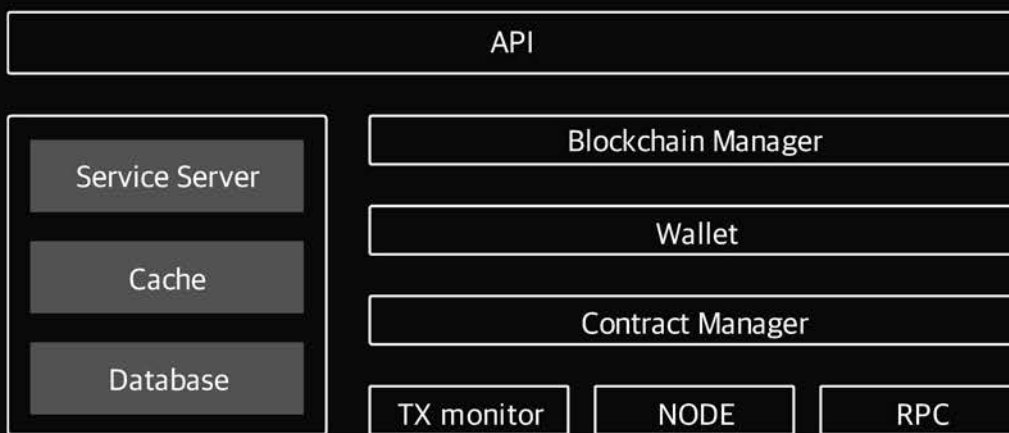 API
Service Server
Cache
Database
Blockchain Manager
Wallet
Contract Manager
TX monitor
NODE
RPC